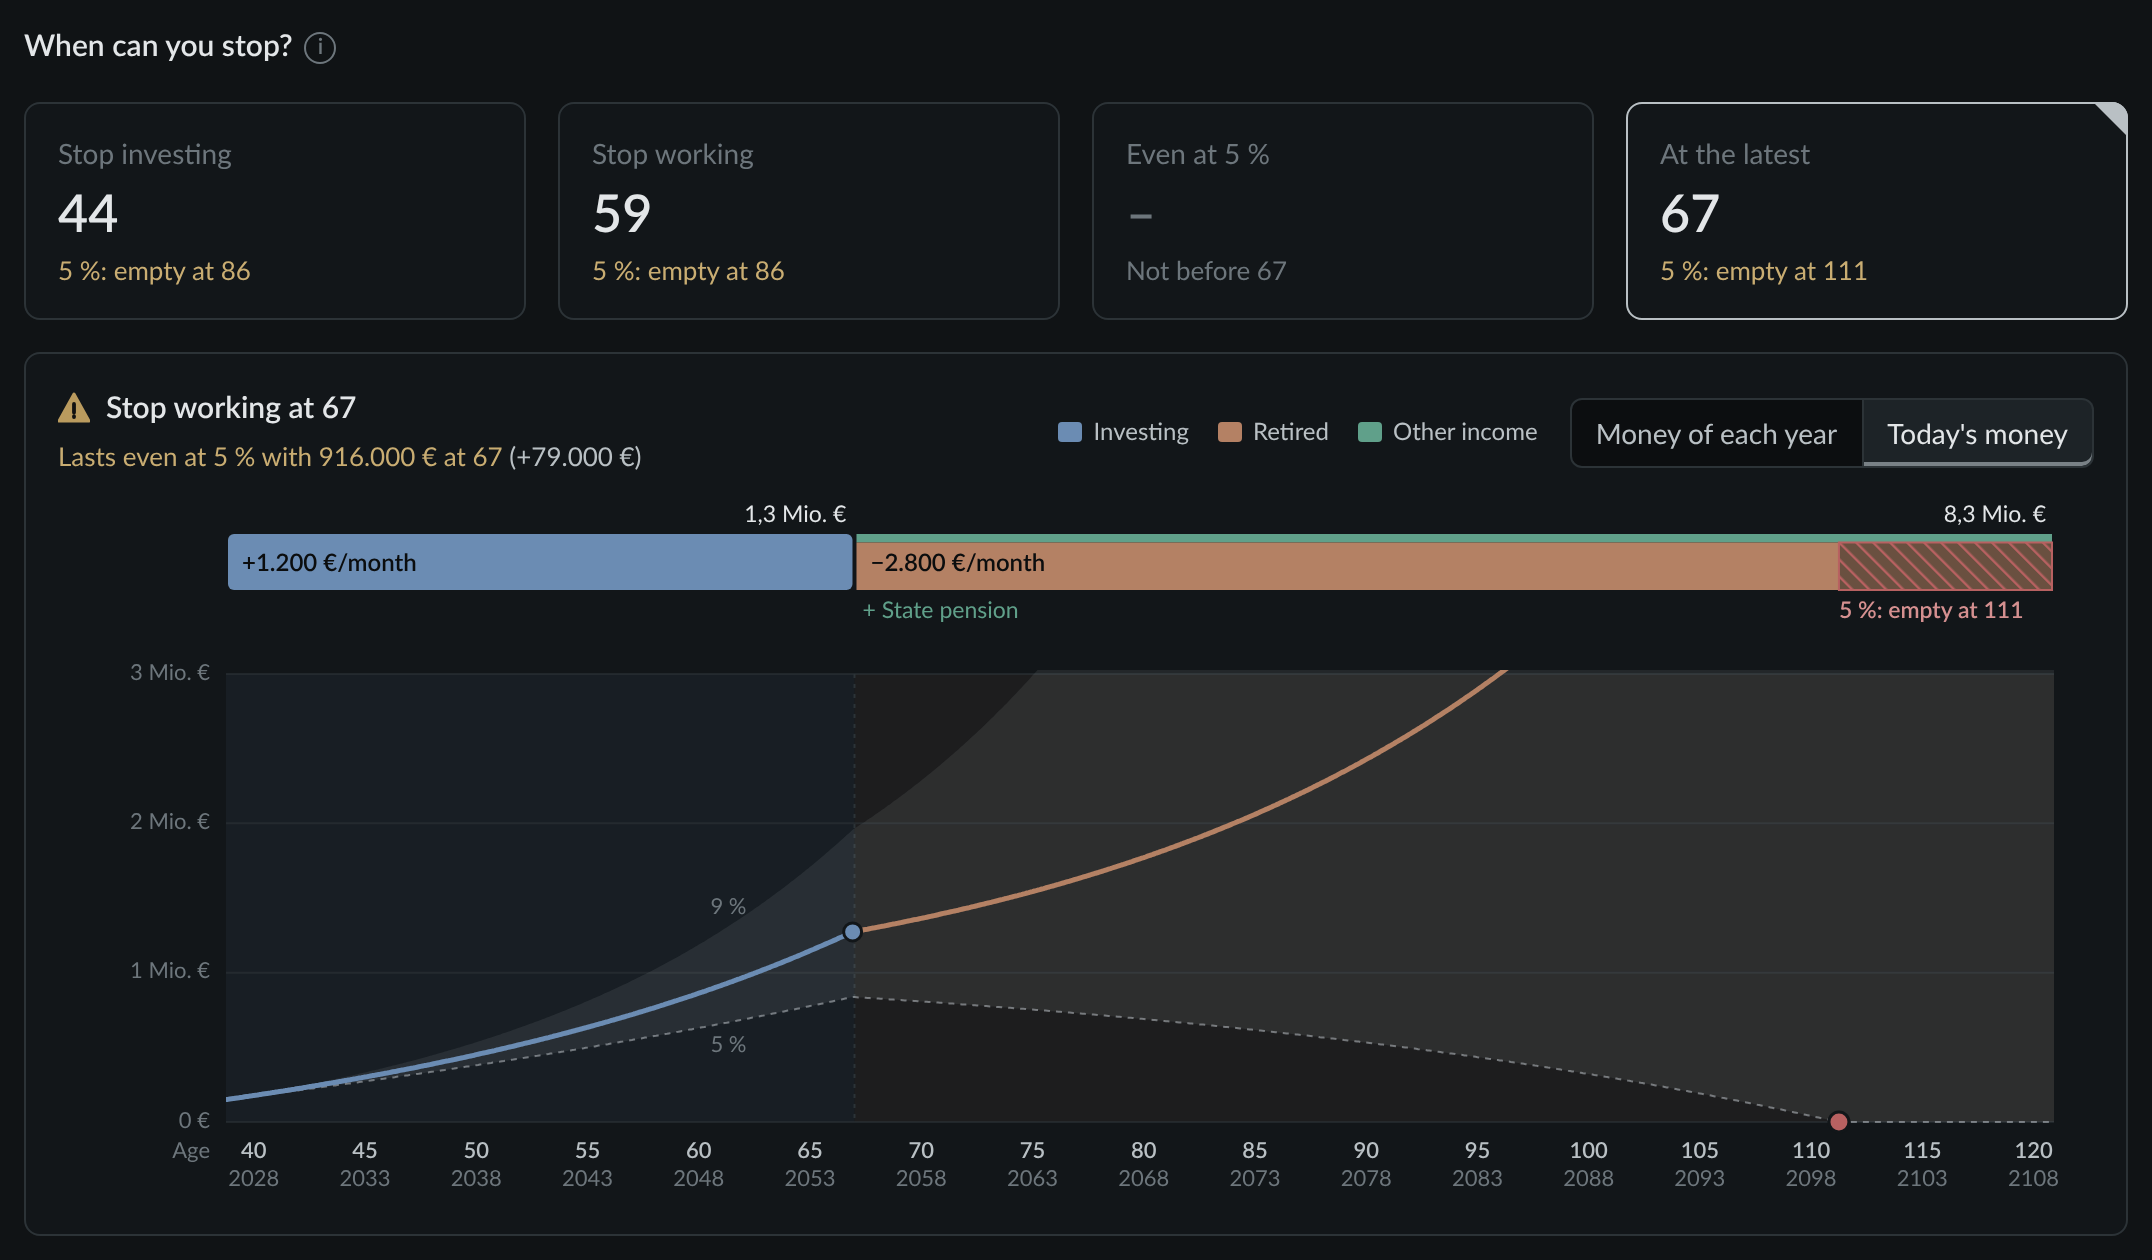 When can you stop? i
Stop investing
44
5 %: empty at 86
Stop working
59
5 %: empty at 86
Even at 5 %
–
Not before 67
At the latest
67
5 %: empty at 111
Stop working at 67
Lasts even at 5 % with 916.000 € at 67 (+79.000 €)
Investing Retired Other income
Money of each year Today's money
1,3 Mio. € 8,3 Mio. €
+1.200 €/month −2.800 €/month
+ State pension 5 %: empty at 111
3 Mio. €
2 Mio. €
9 %
1 Mio. €
5 %
0 €
Age 40 45 50 55 60 65 70 75 80 85 90 95 100 105 110 115 120
2028 2033 2038 2043 2048 2053 2058 2063 2068 2073 2078 2083 2088 2093 2098 2103 2108